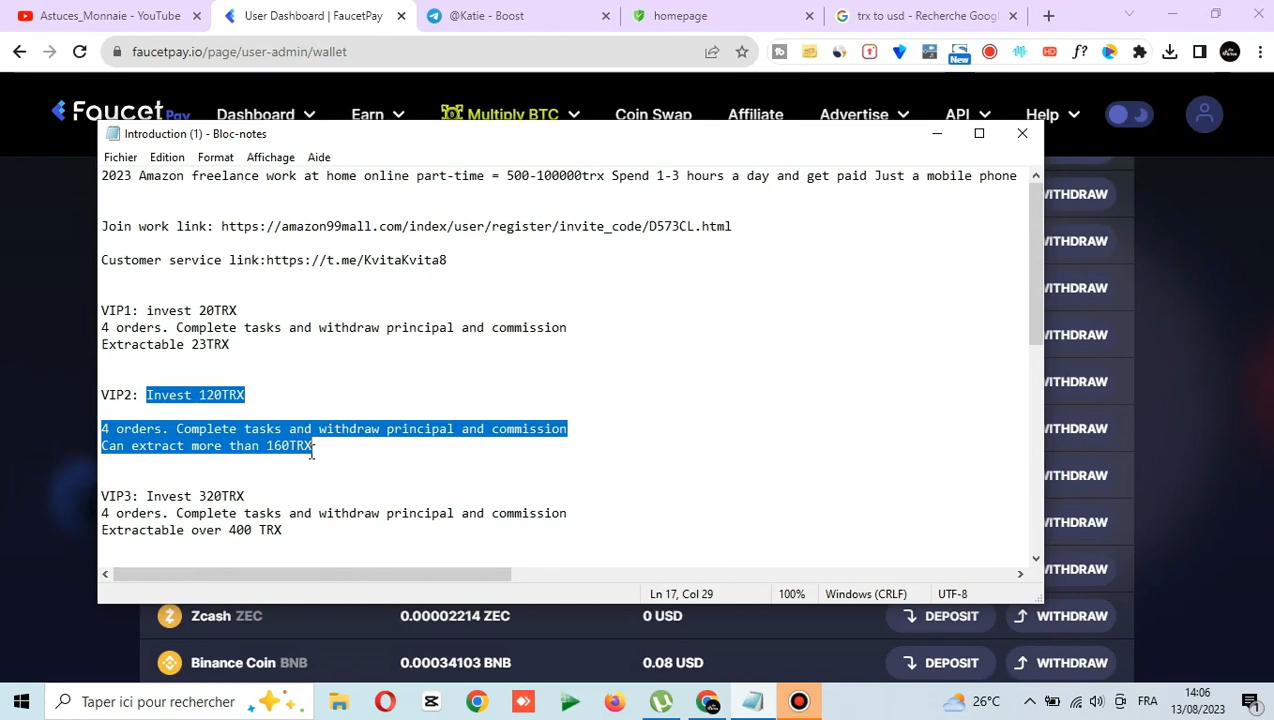 Astuces_Monnaie - YouTube
User Dashboard | FaucetPay
@Katie - Boost
homepage
trx to usd - Recherche Goog
faucetpay.io/page/user-admin/wallet
New
HD
f?
FaucetPay
Dashboard
Earn
Multiply BTC
Coin Swap
Affiliate
Advertise
API
Help
Introduction (1) - Bloc-notes
Fichier
Edition
Format
Affichage
Aide
2023 Amazon freelance work at home online part-time = 500-100000trx Spend 1-3 hours a day and get paid Just a mobile phone
Join work link: https://amazon99mall.com/index/user/register/invite_code/D573CL.html
Customer service link:https://t.me/KvitaKvita8
VIP1: invest 20TRX
4 orders. Complete tasks and withdraw principal and commission
Extractable 23TRX
VIP2: Invest 120TRX
4 orders. Complete tasks and withdraw principal and commission
Can extract more than 160TRX
VIP3: Invest 320TRX
4 orders. Complete tasks and withdraw principal and commission
Extractable over 400 TRX
Ln 17, Col 29
100%
Windows (CRLF)
UTF-8
WITHDRAW
WITHDRAW
WITHDRAW
WITHDRAW
WITHDRAW
WITHDRAW
WITHDRAW
WITHDRAW
WITHDRAW
Zcash ZEC
0.00002214 ZEC
0 USD
DEPOSIT
WITHDRAW
Binance Coin BNB
0.00034103 BNB
0.08 USD
DEPOSIT
WITHDRAW
Taper ici pour rechercher
26°C
FRA
14:06
13/08/2023
1